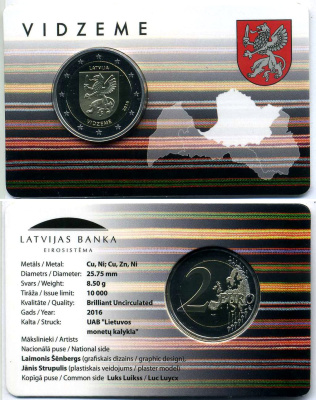 VIDZEME
LATVIJA
2016
VIDZEME
LATVIJAS BANKA
EIROSISTĒMA
Metāls / Metal: Cu, Ni; Cu, Zn, Ni
Diametrs / Diameter: 25.75 mm
Svars / Weight: 8.50 g
Tirāža / Issue limit: 10 000
Kvalitāte / Quality: Brilliant Uncirculated
Gads / Year: 2016
Kalta / Struck: UAB "Lietuvos
monetų kalykla"
Mākslinieki / Artists
Nacionālā puse / National side
Laimonis Šēnbergs (grafiskais dizains / graphic design),
Jānis Strupulis (plastiskais veidojums / plaster model)
Kopīgā puse / Common side Luks Luikss / Luc Luycx
2 EURO